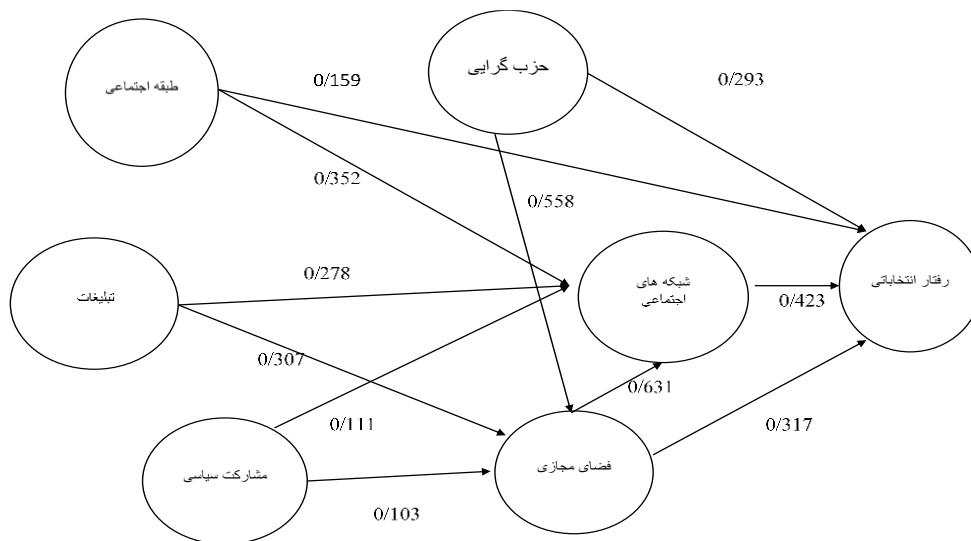 حزب گرایی
طبقه اجتماعی
0/159
0/293
0/352
0/558
شبکه های
اجتماعی
رفتار انتخاباتی
0/278
تبلیغات
0/423
0/307
0/631
0/111
0/317
فضای مجازی
مشارکت سیاسی
0/103